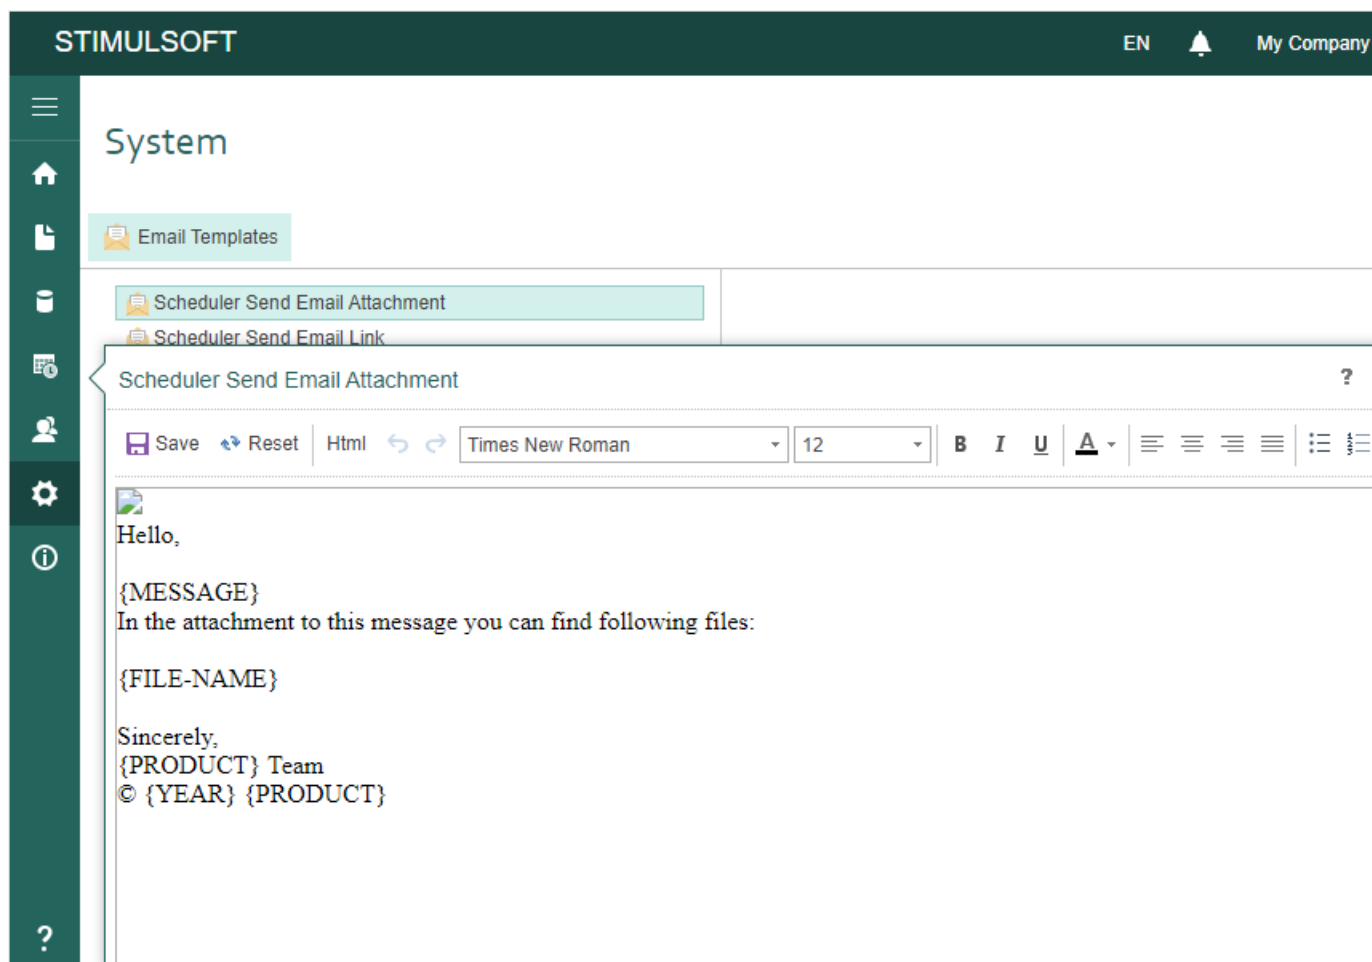 STIMULSOFT
EN
My Company
System
Email Templates
Scheduler Send Email Attachment
Scheduler Send Email Link
Scheduler Send Email Attachment
?
Save Reset Html Times New Roman 12 B I U A
Hello,
{MESSAGE}
In the attachment to this message you can find following files:
{FILE-NAME}
Sincerely,
{PRODUCT} Team
© {YEAR} {PRODUCT}
?